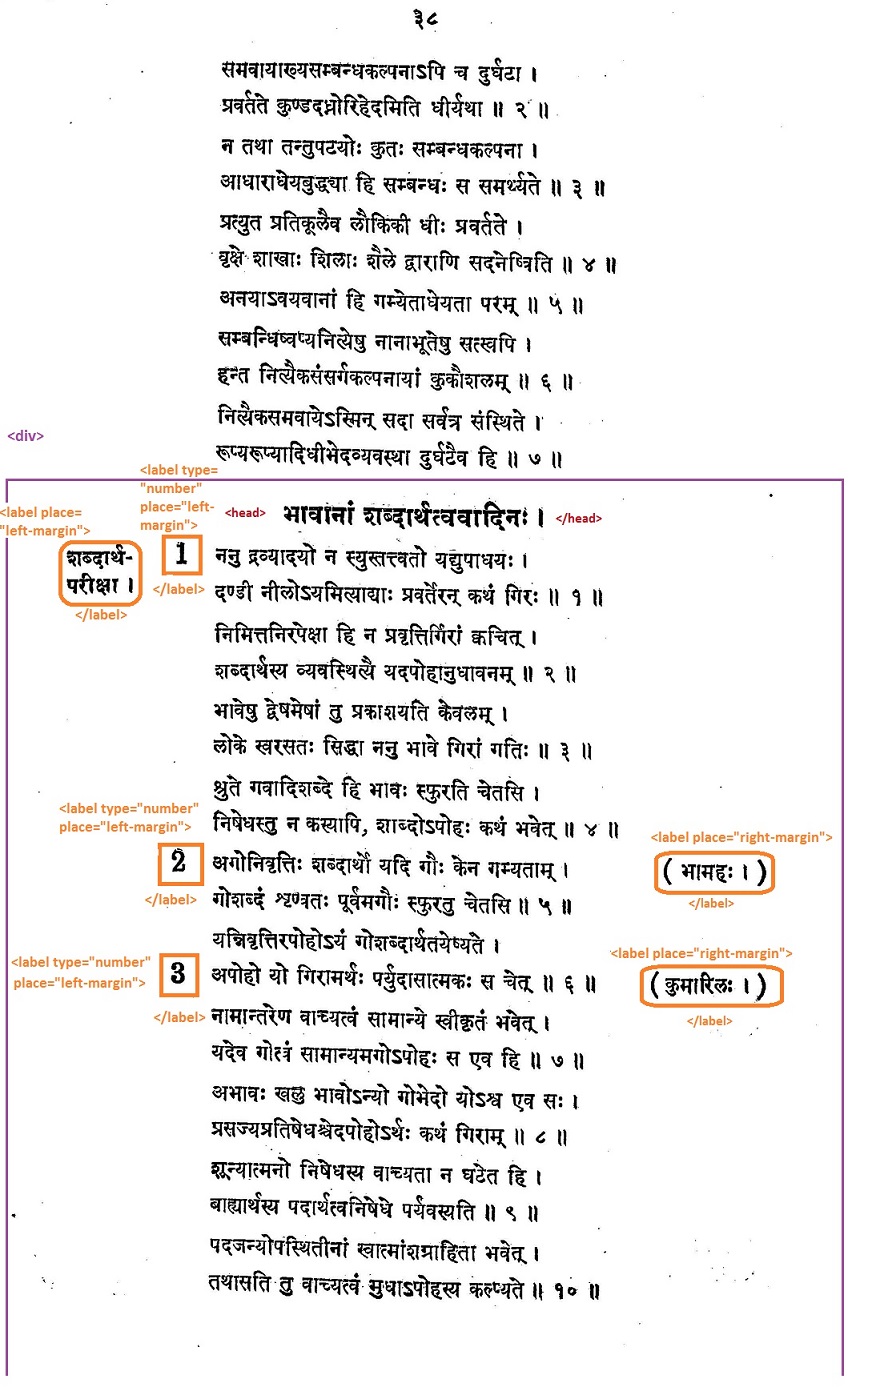 ३८
समवायाख्यसम्बन्धकल्पनाऽपि च दुर्घटा ।
प्रवर्तते कुण्डदध्नोरिहेदमिति धीर्यथा ॥ २ ॥
न तथा तन्तुपटयोः कुतः सम्बन्धकल्पना ।
आधाराधेयबुद्ध्या हि सम्बन्धः स समर्थ्यते ॥ ३ ॥
प्रत्युत प्रतिकूलैव लौकिकी धीः प्रवर्तते ।
वृक्षे शाखाः शिलाः शैले द्वाराणि सदनेष्विति ॥ ४ ॥
अनयाऽवयवानां हि गम्येताधेयता परम् ॥ ५ ॥
सम्बन्धिष्वप्यनित्येषु नानाभूतेषु सत्स्वपि ।
हन्त नित्यैकसंसर्गकल्पनायां कुकौशलम् ॥ ६ ॥
नित्यैकसमवायेऽस्मिन् सदा सर्वत्र संस्थिते ।
<div>
रूप्यरूप्यादिधीभेदव्यवस्था दुर्घटैव हि ॥ ७ ॥
<label type="number" place="left-margin">
<label place="left-margin">
<head> भावानां शब्दार्थत्ववादिनः । </head>
शब्दार्थ-परीक्षा ।
</label>
1
</label>
ननु द्रव्यादयो न स्युस्तत्त्वतो यद्युपाधयः ।
दण्डी नीलोऽयमित्याद्याः प्रवर्तेरन् कथं गिरः ॥ १ ॥
निमित्तनिरपेक्षा हि न प्रवृत्तिर्गिरां क्वचित् ।
शब्दार्थस्य व्यवस्थित्यै यदपोहानुधावनम् ॥ २ ॥
भावेषु द्वेषमेषां तु प्रकाशयति केवलम् ।
लोके स्वरसतः सिद्धा ननु भावे गिरां गतिः ॥ ३ ॥
श्रुते गवादिशब्दे हि भावः स्फुरति चेतसि ।
<label type="number" place="left-margin">
निषेधस्तु न कस्यापि, शाब्दोऽपोहः कथं भवेत् ॥ ४ ॥
<label place="right-margin">
2 अगोनिवृत्तिः शब्दार्थो यदि गौः केन गम्यताम् । ( भामहः । )
</label> गोशब्दं शृण्वतः पूर्वमगौः स्फुरतु चेतसि ॥ ५ ॥ </label>
यन्निवृत्तिरपोहोऽयं गोशब्दार्थतयेष्यते ।
<label type="number" place="left-margin"> <label place="right-margin">
3 अपोहो यो गिरामर्थः पर्युदासात्मकः स चेत् ॥ ६ ॥ ( कुमारिलः । )
</label> नामान्तरेण वाच्यत्वं सामान्ये स्वीकृतं भवेत् । </label>
यदेव गोत्वं सामान्यमगोऽपोहः स एव हि ॥ ७ ॥
अभावः खलु भावोऽन्यो गोभेदो योऽश्व एव सः ।
प्रसज्यप्रतिषेधश्चेदपोहोऽर्थः कथं गिराम् ॥ ८ ॥
शून्यात्मनो निषेधस्य वाच्यता न घटेत हि ।
बाह्यार्थस्य पदार्थत्वनिषेधे पर्यवस्यति ॥ ९ ॥
पदजन्योपस्थितीनां स्वात्मांशग्राहिता भवेत् ।
तथासति तु वाच्यत्वं मुधाऽपोहस्य कल्प्यते ॥ १० ॥